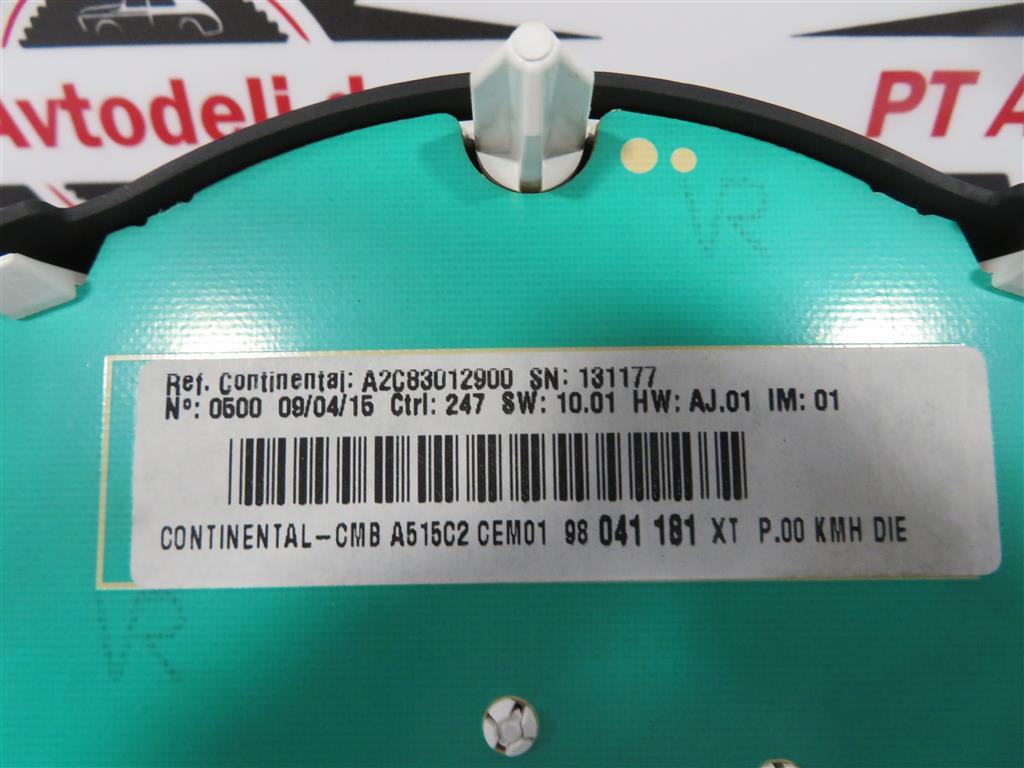 Avtodeli.d
PT A
VR
Ref. Continental: A2C83012900 SN: 131177
Nº: 0500 09/04/15 Ctrl: 247 SW: 10.01 HW: AJ.01 IM: 01
CONTINENTAL-CMB A515C2 CEM01 98 041 181 XT P.00 KMH DIE
VR